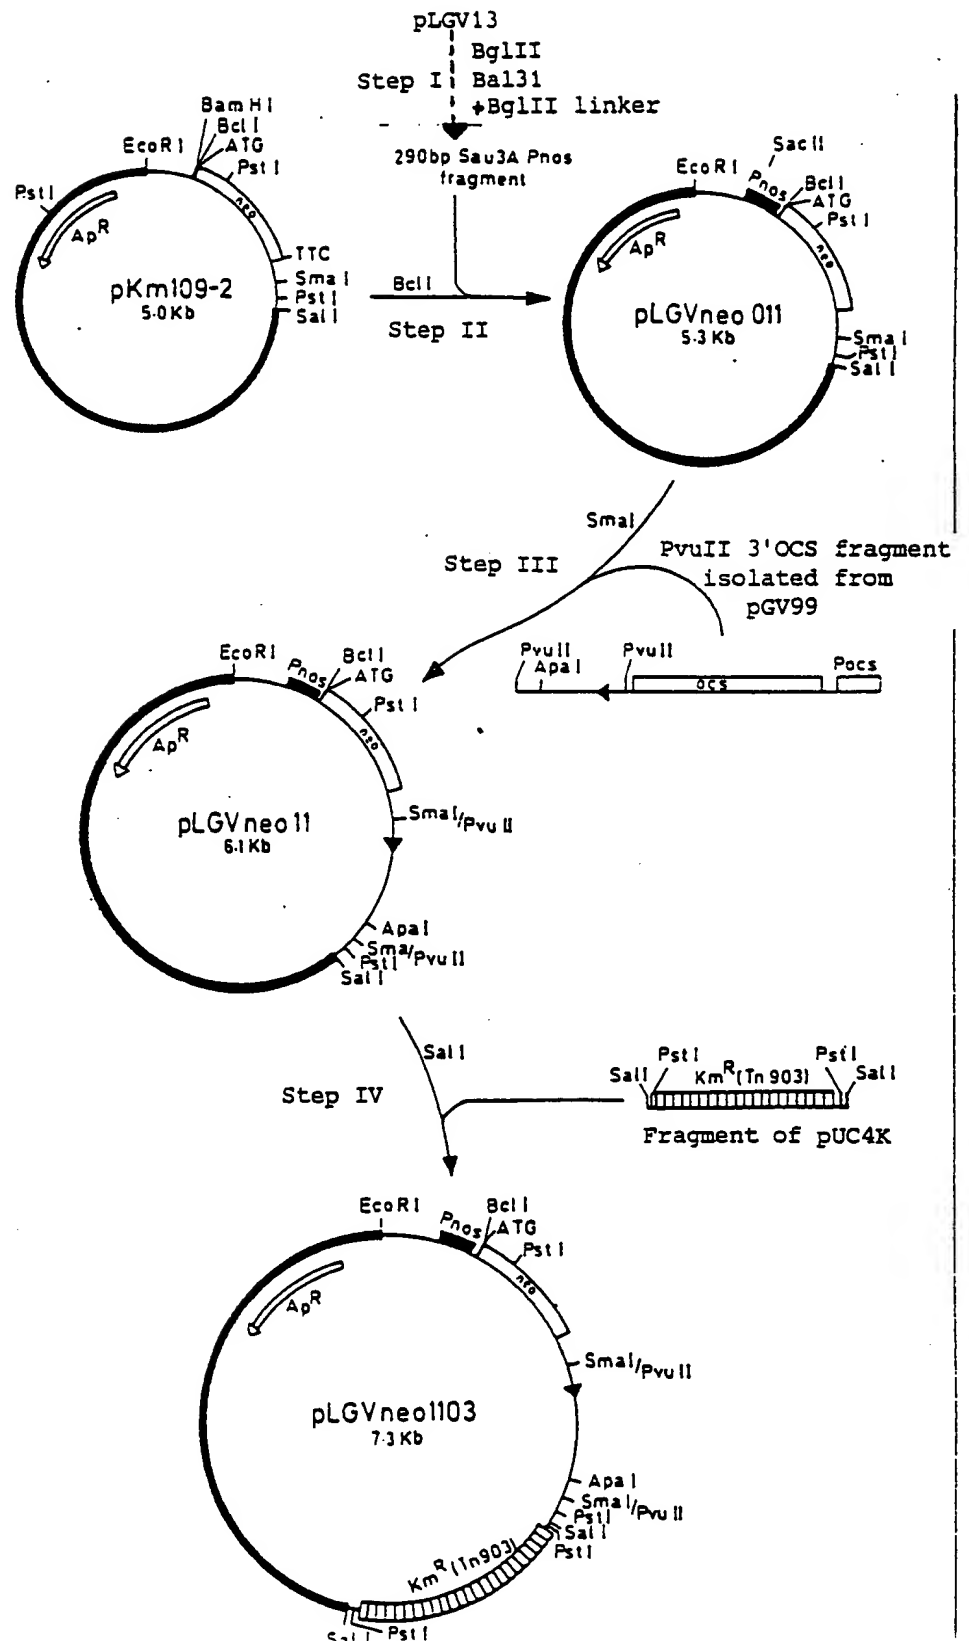 pLGV13
BglII
Step I
Bal31
+BglII linker
290bp Sau3A Pnos
fragment
BamHI
BclI
ATG
EcoRI
PstI
PstI
ApR
neo
TTC
SmaI
PstI
SalI
pKm109-2
5.0Kb
BclI
Step II
SacII
EcoRI
Pnos
BclI
ATG
PstI
ApR
neo
pLGVneo 011
5.3Kb
SmaI
PstI
SalI
SmaI
Step III
PvuII 3'OCS fragment
isolated from
pGV99
PvuII
ApaI
PvuII
ocs
Pocs
EcoRI
Pnos
BclI
ATG
PstI
ApR
neo
pLGVneo11
6.1Kb
SmaI/PvuII
ApaI
Sma/PvuII
PstI
SalI
SalI
Step IV
PstI
PstI
SalI
KmR(Tn903)
SalI
Fragment of pUC4K
EcoRI
Pnos
BclI
ATG
PstI
ApR
neo
SmaI/PvuII
pLGVneo1103
7.3Kb
ApaI
SmaI/PvuII
PstI
SalI
PstI
KmR(Tn903)
SalI
PstI